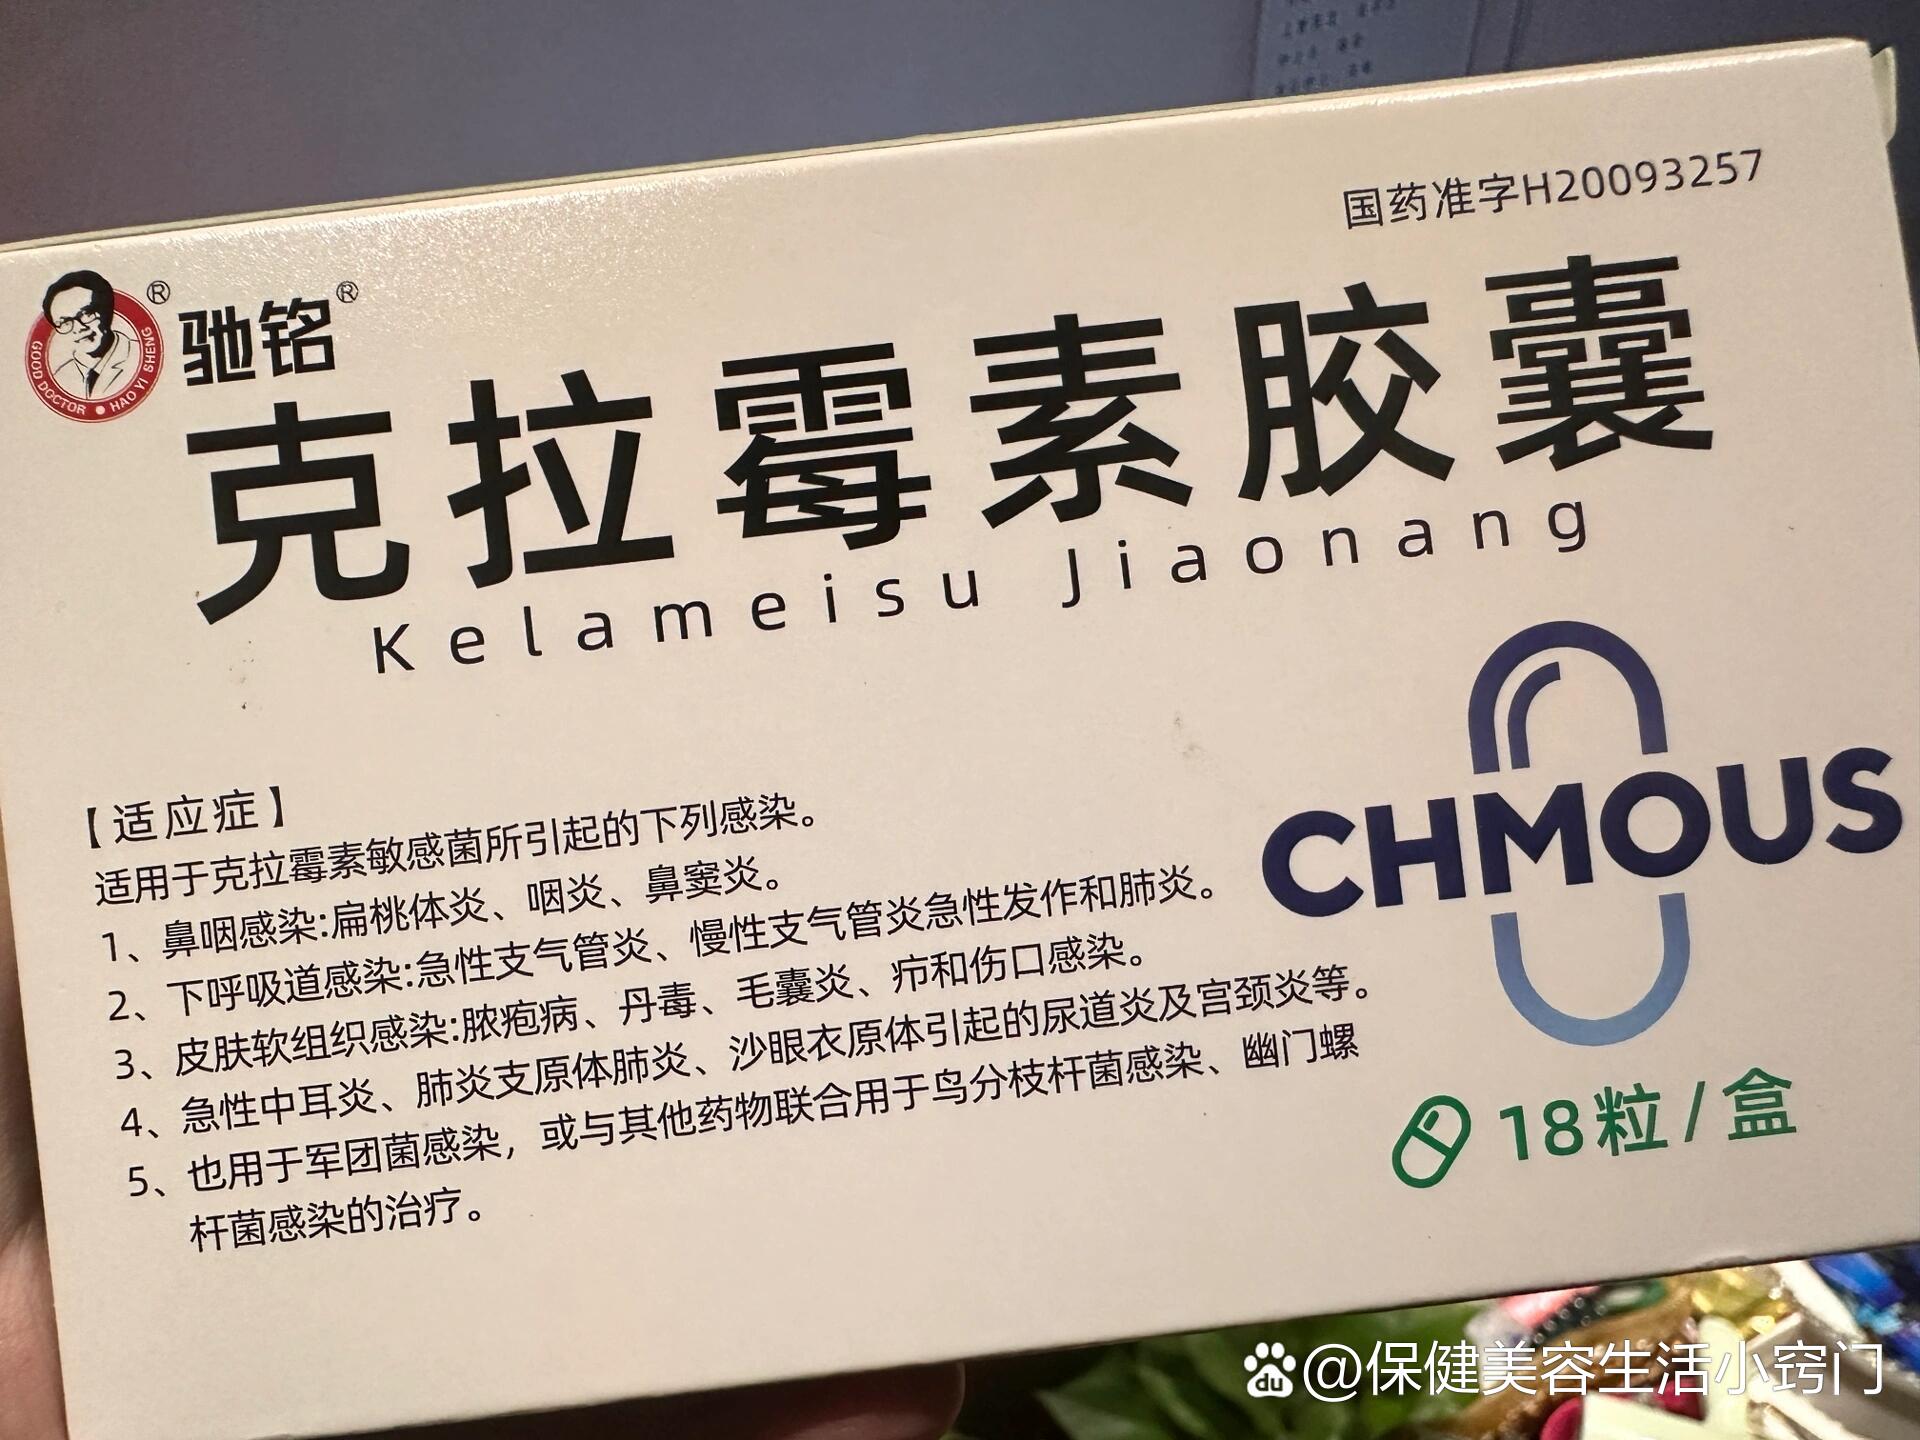 国药准字H20093257
GOOD DOCTOR • HAO YI SHENG
® 驰铭®
克拉霉素胶囊
Kelameisu Jiaonang
【适应症】
适用于克拉霉素敏感菌所引起的下列感染。
1、鼻咽感染:扁桃体炎、咽炎、鼻窦炎。
2、下呼吸道感染:急性支气管炎、慢性支气管炎急性发作和肺炎。
3、皮肤软组织感染:脓疱病、丹毒、毛囊炎、疖和伤口感染。
4、急性中耳炎、肺炎支原体肺炎、沙眼衣原体引起的尿道炎及宫颈炎等。
5、也用于军团菌感染，或与其他药物联合用于鸟分枝杆菌感染、幽门螺
杆菌感染的治疗。
CHMOUS
18粒/盒
du @保健美容生活小窍门